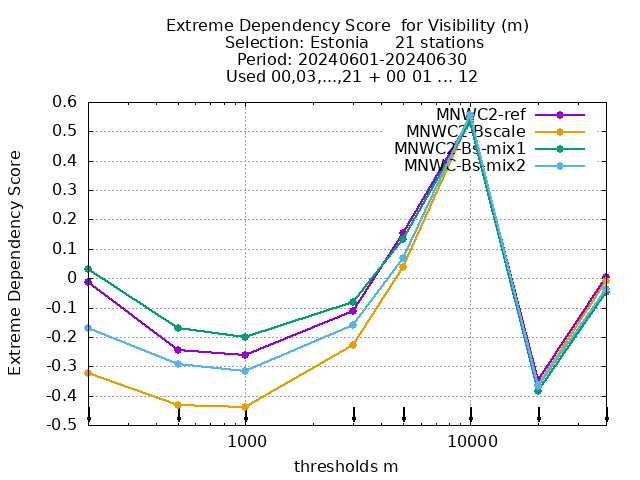 Extreme Dependency Score  for Visibility (m)
Selection: Estonia     21 stations
Period: 20240601-20240630
Used 00,03,...,21 + 00 01 ... 12
MNWC2-ref
MNWC2-Bscale
MNWC2-Bs-mix1
MNWC-Bs-mix2
Extreme Dependency Score
0.6
0.5
0.4
0.3
0.2
0.1
0
-0.1
-0.2
-0.3
-0.4
-0.5
1000 10000
thresholds m